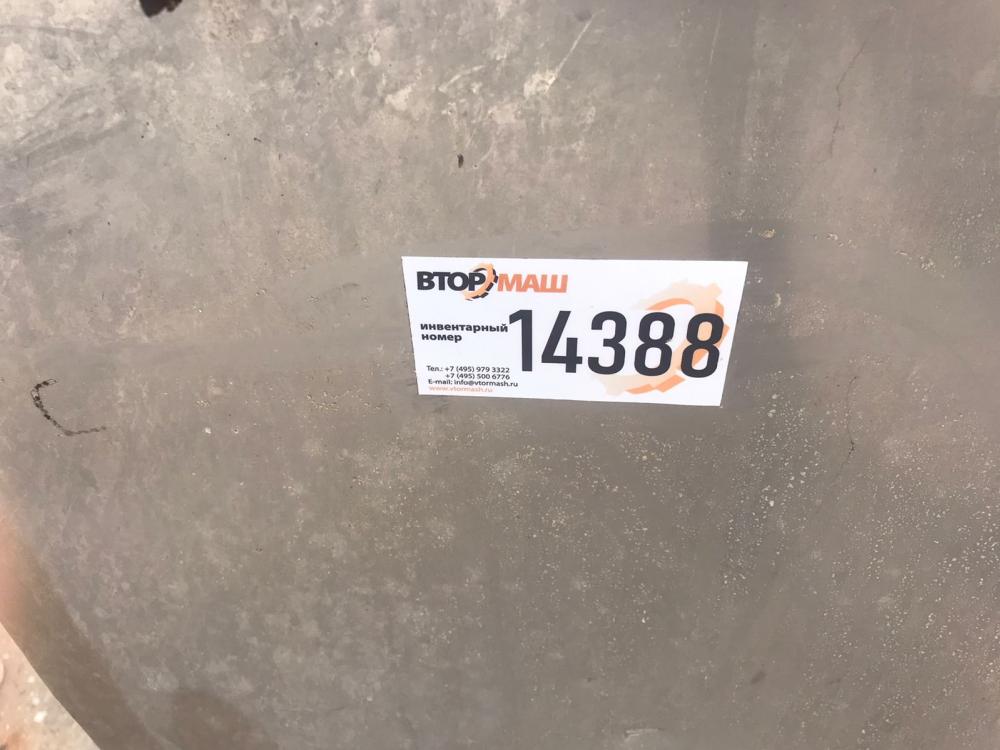 ВТОРМАШ
инвентарный
номер
14388
Тел.: +7 (495) 979 3322
+7 (495) 500 6776
E-mail: info@vtormash.ru
www.vtormash.ru